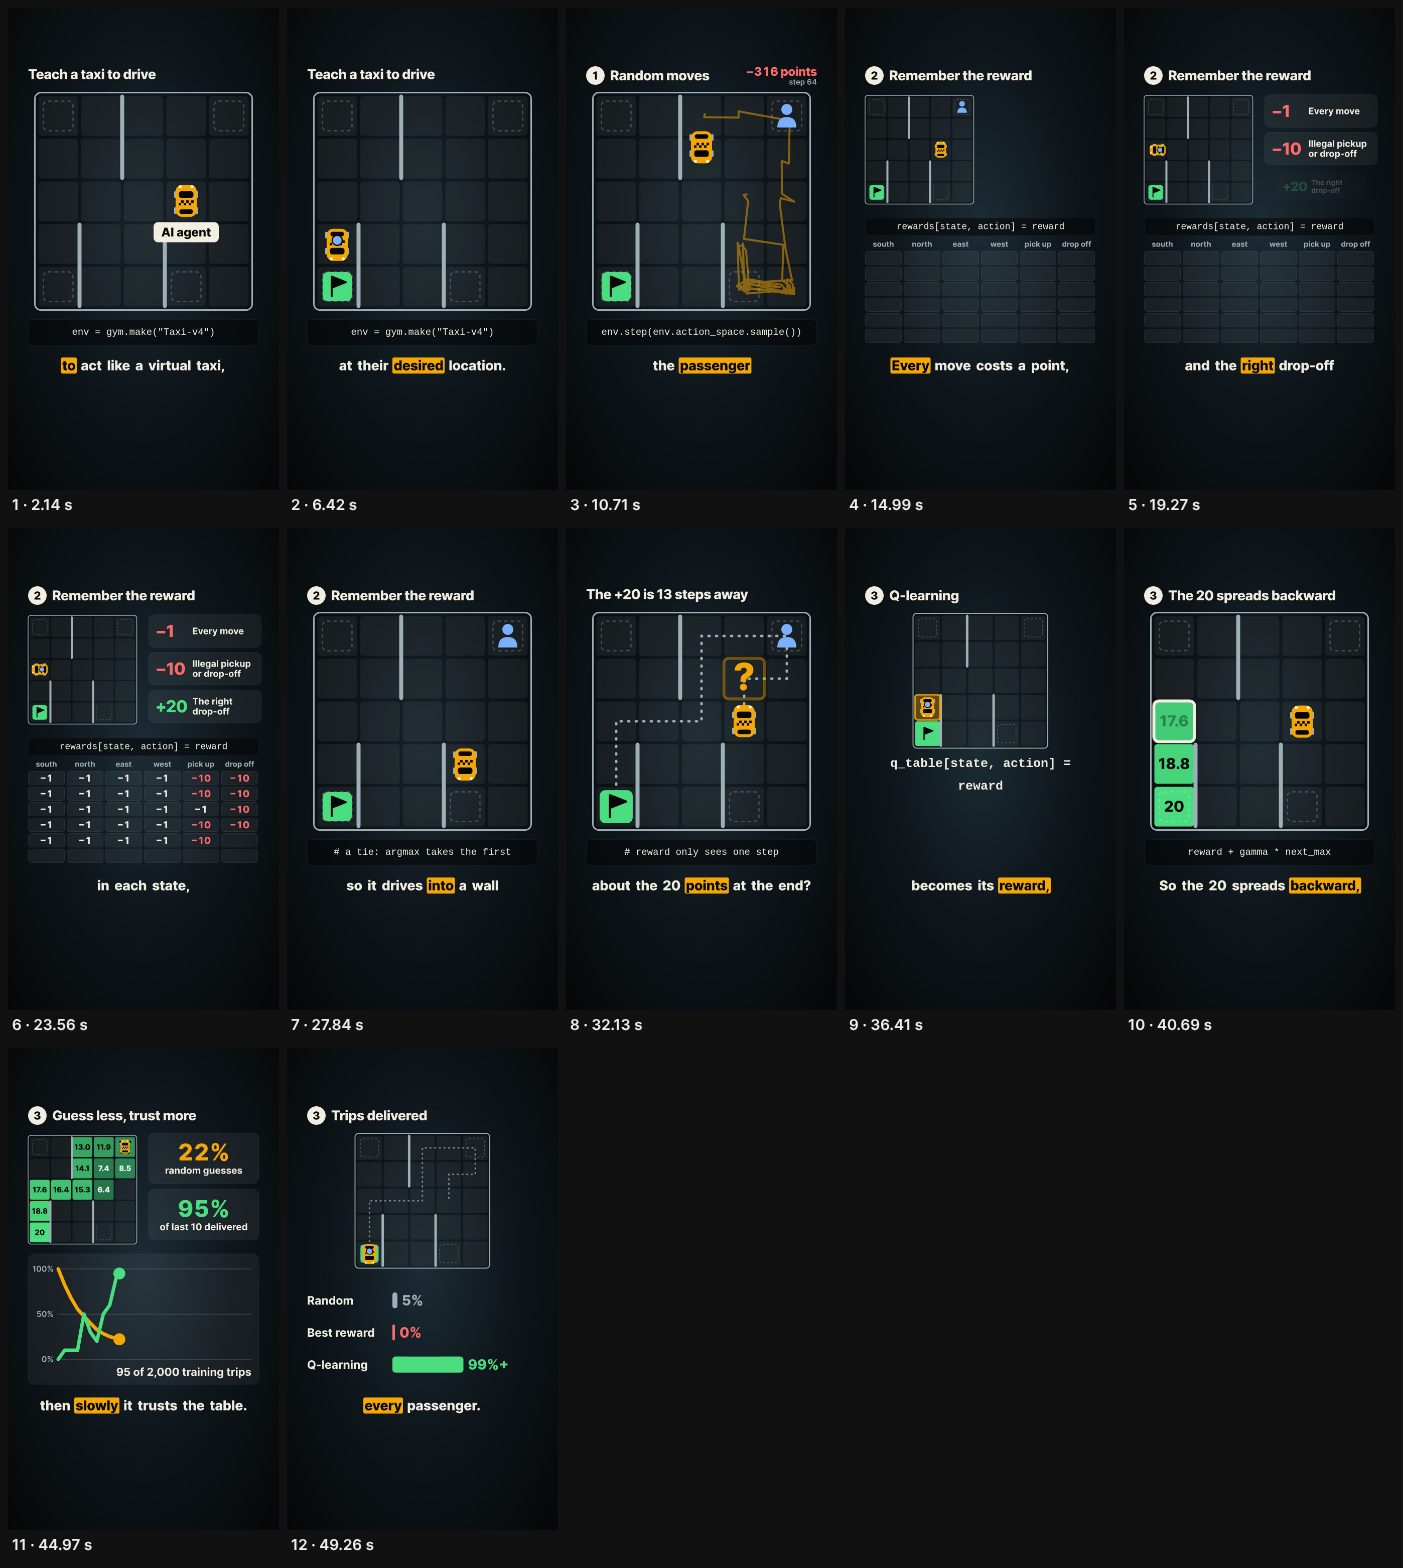 Teach a taxi to drive
AI agent
env = gym.make("Taxi-v4")
to act like a virtual taxi,
1 · 2.14 s
Teach a taxi to drive
env = gym.make("Taxi-v4")
at their desired location.
2 · 6.42 s
1 Random moves
−316 points
step 64
env.step(env.action_space.sample())
the passenger
3 · 10.71 s
2 Remember the reward
rewards[state, action] = reward
south north east west pick up drop off
Every move costs a point,
4 · 14.99 s
2 Remember the reward
−1 Every move
−10 Illegal pickup
or drop-off
+20 The right
drop-off
rewards[state, action] = reward
south north east west pick up drop off
and the right drop-off
5 · 19.27 s
2 Remember the reward
−1 Every move
−10 Illegal pickup
or drop-off
+20 The right
drop-off
rewards[state, action] = reward
south north east west pick up drop off
−1 −1 −1 −1 −10 −10
−1 −1 −1 −1 −10 −10
−1 −1 −1 −1 −1 −10
−1 −1 −1 −1 −10 −10
−1 −1 −1 −1 −10
in each state,
6 · 23.56 s
2 Remember the reward
# a tie: argmax takes the first
so it drives into a wall
7 · 27.84 s
The +20 is 13 steps away
?
# reward only sees one step
about the 20 points at the end?
8 · 32.13 s
3 Q-learning
q_table[state, action] =
reward
becomes its reward,
9 · 36.41 s
3 The 20 spreads backward
17.6
18.8
20
reward + gamma * next_max
So the 20 spreads backward,
10 · 40.69 s
3 Guess less, trust more
13.0 11.9
14.1 7.4 8.5
17.6 16.4 15.3 6.4
18.8
20
22%
random guesses
95%
of last 10 delivered
100%
50%
0%
95 of 2,000 training trips
then slowly it trusts the table.
11 · 44.97 s
3 Trips delivered
Random 5%
Best reward 0%
Q-learning 99%+
every passenger.
12 · 49.26 s